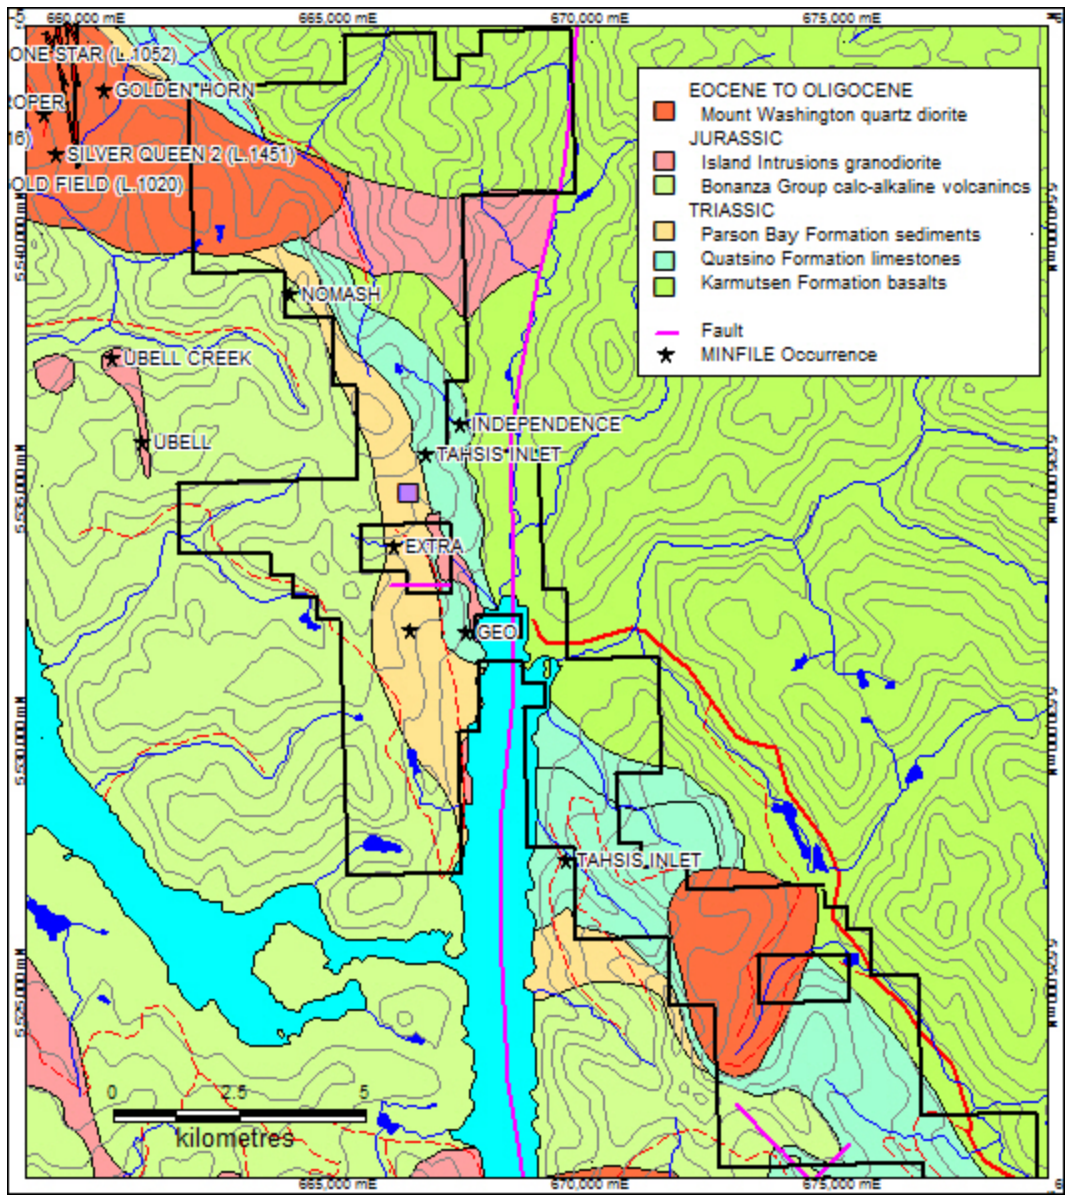 660,000 mE 665,000 mE 670,000 mE 675,000 mE
ONE STAR (L.1052)
GOLDEN HORN
ROPER
SILVER QUEEN 2 (L.1451)
OLD FIELD (L.1020)
EOCENE TO OLIGOCENE
Mount Washington quartz diorite
JURASSIC
Island Intrusions granodiorite
Bonanza Group calc-alkaline volcanincs
TRIASSIC
Parson Bay Formation sediments
Quatsino Formation limestones
Karmutsen Formation basalts
Fault
MINFILE Occurrence
NOMASH
UBELL CREEK
INDEPENDENCE
UBELL
TAHSIS INLET
EXTRA
GEO
TAHSIS INLET
0 2.5 5
kilometres
665,000 mE 670,000 mE 675,000 mE